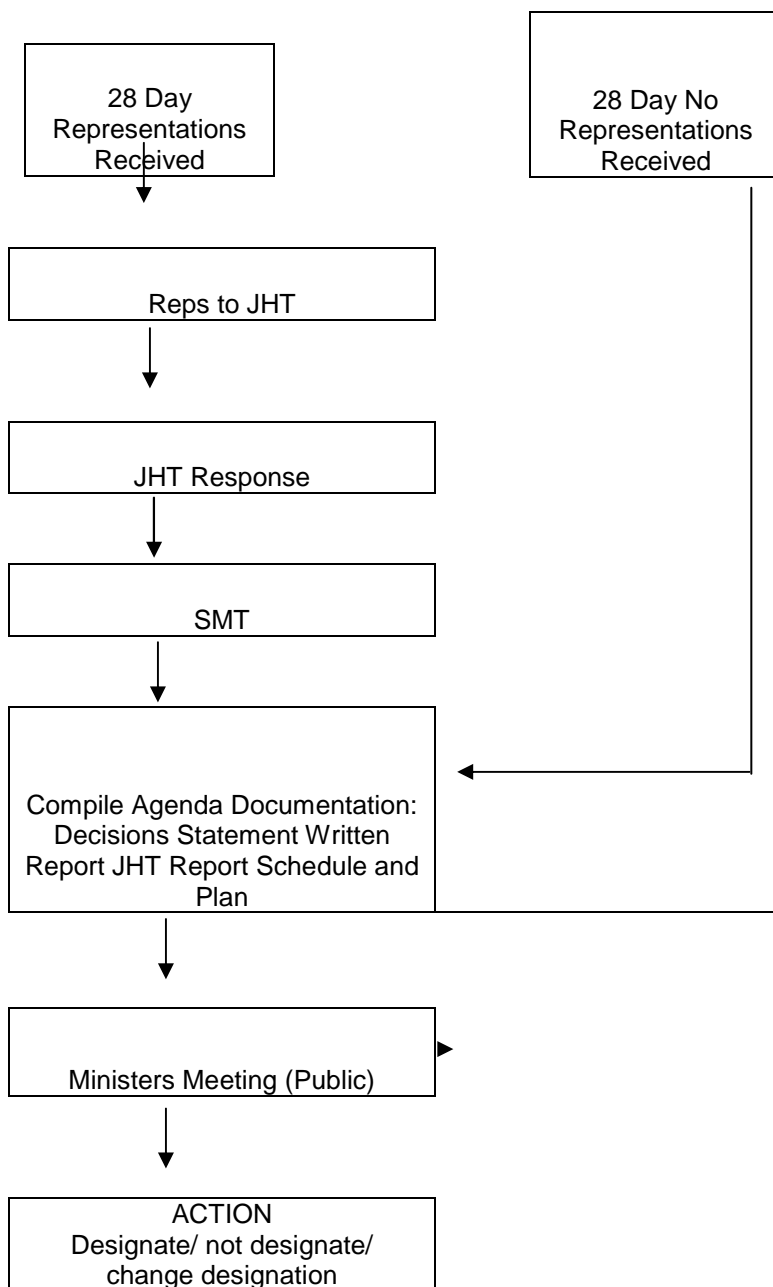 28 Day
Representations
Received
28 Day No
Representations
Received
Reps to JHT
JHT Response
SMT
Compile Agenda Documentation:
Decisions Statement Written
Report JHT Report Schedule and
Plan
Ministers Meeting (Public)
ACTION
Designate/ not designate/
change designation